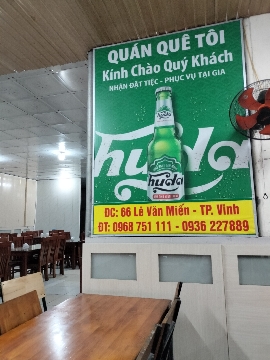 QUÁN QUÊ TÔI
Kính Chào Quý Khách
NHẬN ĐẶT TIỆC - PHỤC VỤ TẠI GIA
huda
huda
ĐC: 66 Lê Văn Miến - TP. Vinh
ĐT: 0968 751 111 - 0936 227889